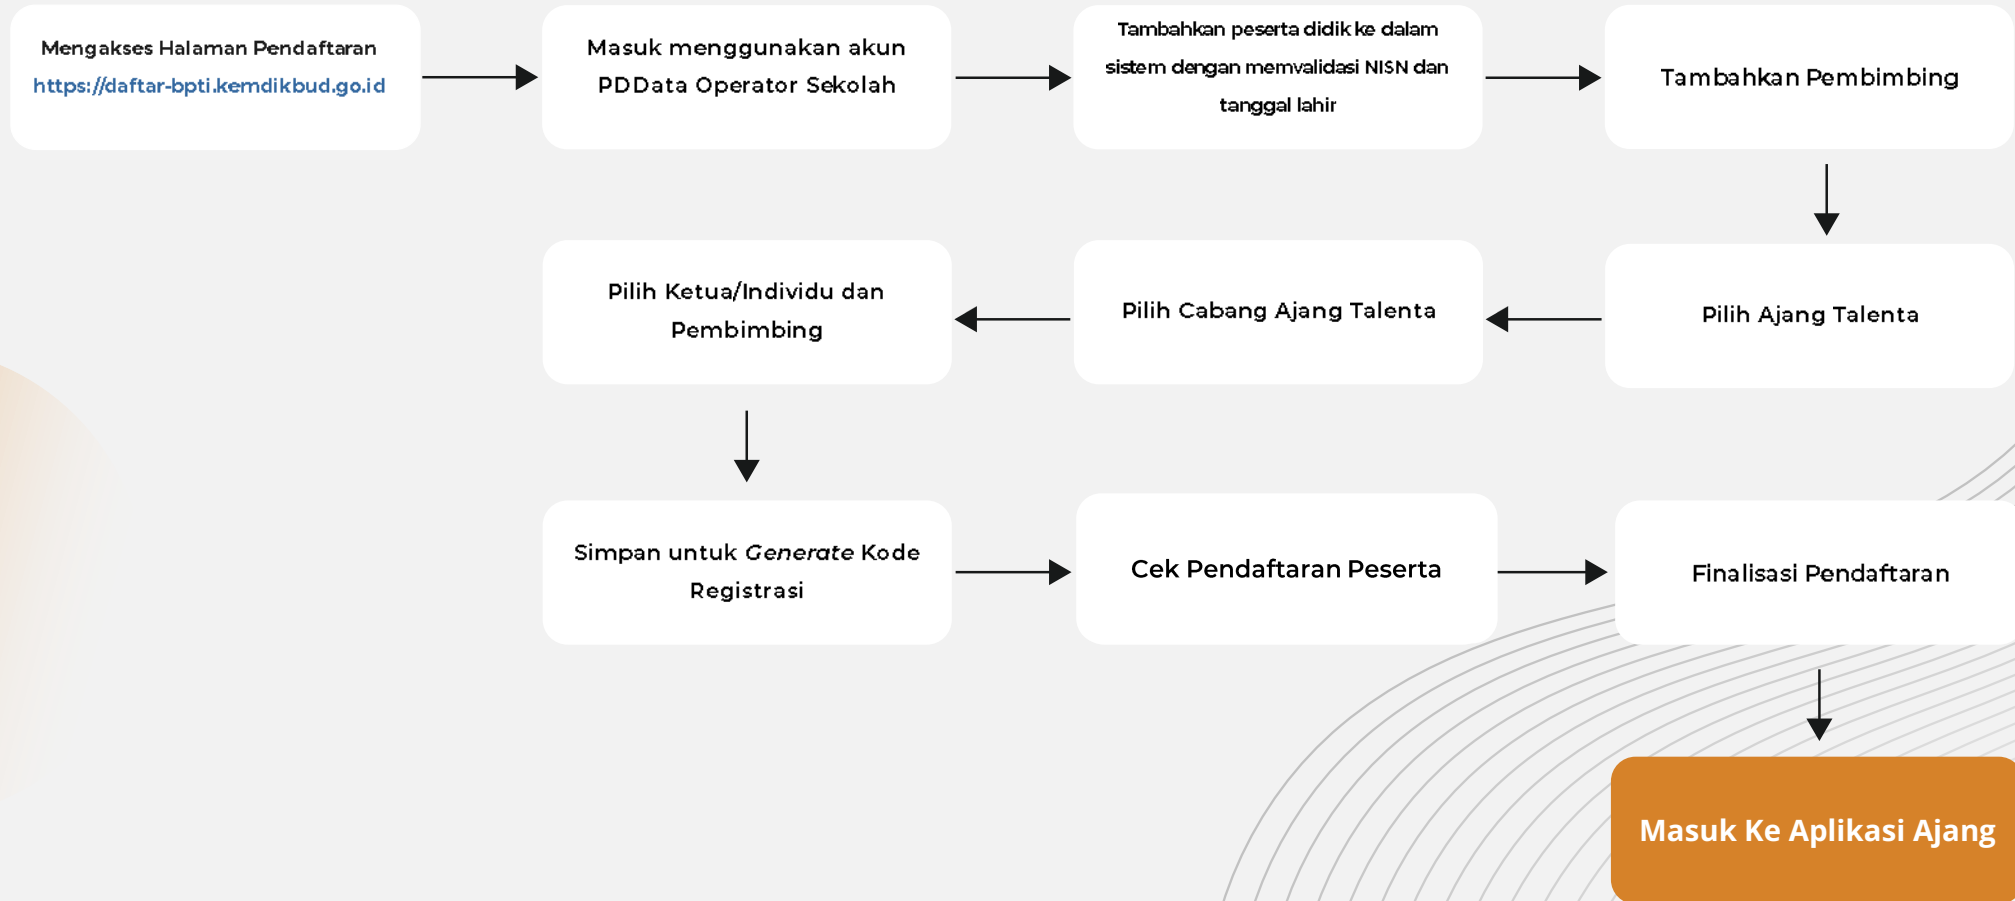 Mengakses Halaman Pendaftaran
https://daftar-bpti.kemdikbud.go.id
Masuk menggunakan akun
PDData Operator Sekolah
Tambahkan peserta didik ke dalam
sistem dengan memvalidasi NISN dan
tanggal lahir
Tambahkan Pembimbing
Pilih Ajang Talenta
Pilih Cabang Ajang Talenta
Pilih Ketua/Individu dan
Pembimbing
Simpan untuk Generate Kode
Registrasi
Cek Pendaftaran Peserta
Finalisasi Pendaftaran
Masuk Ke Aplikasi Ajang